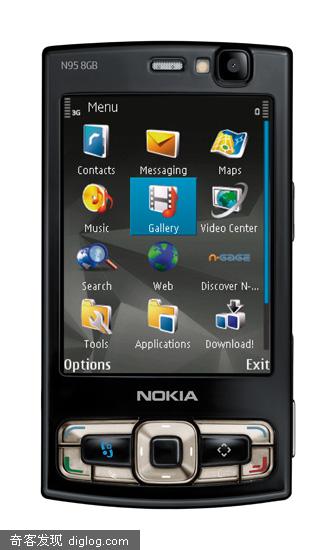 N95 8GB
3G Menu
Contacts Messaging Maps
Music Gallery Video Center
n-gage
Search Web Discover N-...
Tools Applications Download!
Options Exit
NOKIA
奇客发现 diglog.com